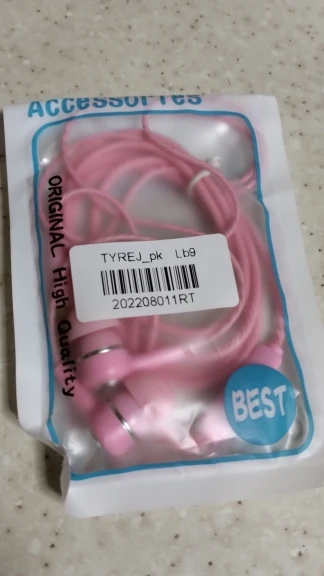 Accessories
ORIGINAL High Quality
TYREJ_pk Lb9
202208011RT
BEST